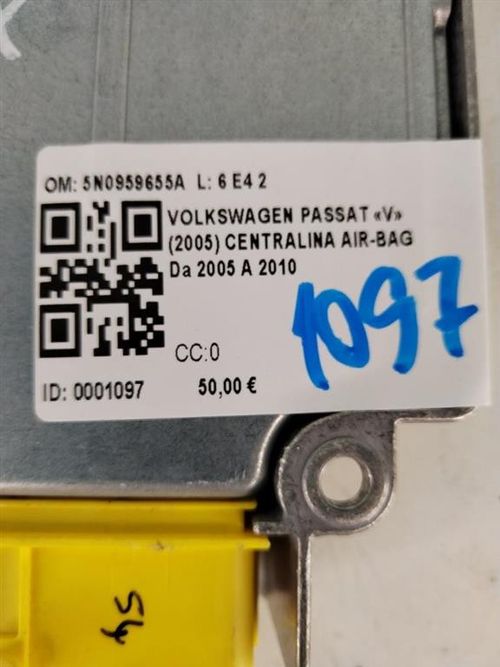 OM: 5N0959655A L: 6 E4 2
VOLKSWAGEN PASSAT «V»
(2005) CENTRALINA AIR-BAG
Da 2005 A 2010
1097
CC:0
ID: 0001097 50,00 €